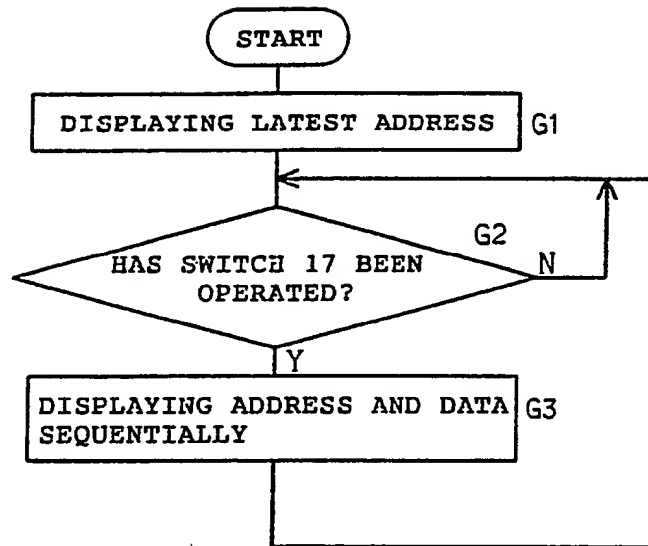 START
DISPLAYING LATEST ADDRESS
G1
G2
HAS SWITCH 17 BEEN
OPERATED?
N
Y
DISPLAYING ADDRESS AND DATA
SEQUENTIALLY
G3